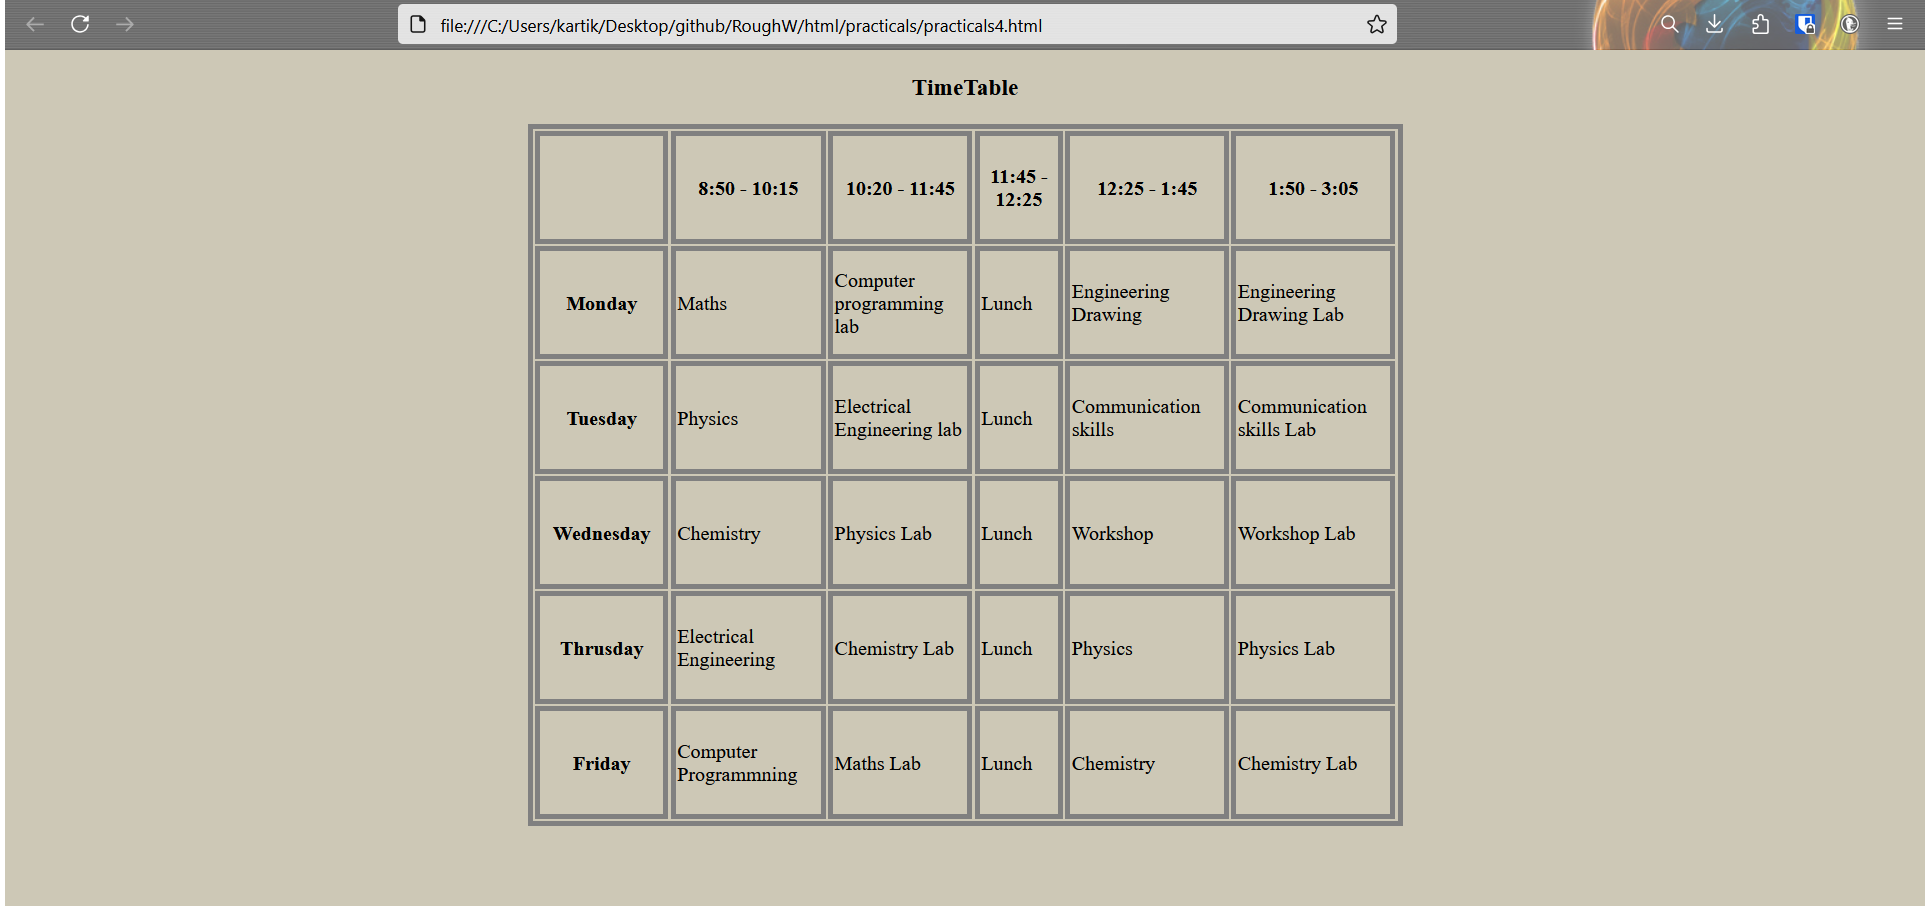 file:///C:/Users/kartik/Desktop/github/RoughW/html/practicals/practicals4.html
TimeTable
8:50 - 10:15
10:20 - 11:45
11:45 -
12:25
12:25 - 1:45
1:50 - 3:05
Monday
Maths
Computer
programming
lab
Lunch
Engineering
Drawing
Engineering
Drawing Lab
Tuesday
Physics
Electrical
Engineering lab
Lunch
Communication
skills
Communication
skills Lab
Wednesday
Chemistry
Physics Lab
Lunch
Workshop
Workshop Lab
Thrusday
Electrical
Engineering
Chemistry Lab
Lunch
Physics
Physics Lab
Friday
Computer
Programmning
Maths Lab
Lunch
Chemistry
Chemistry Lab